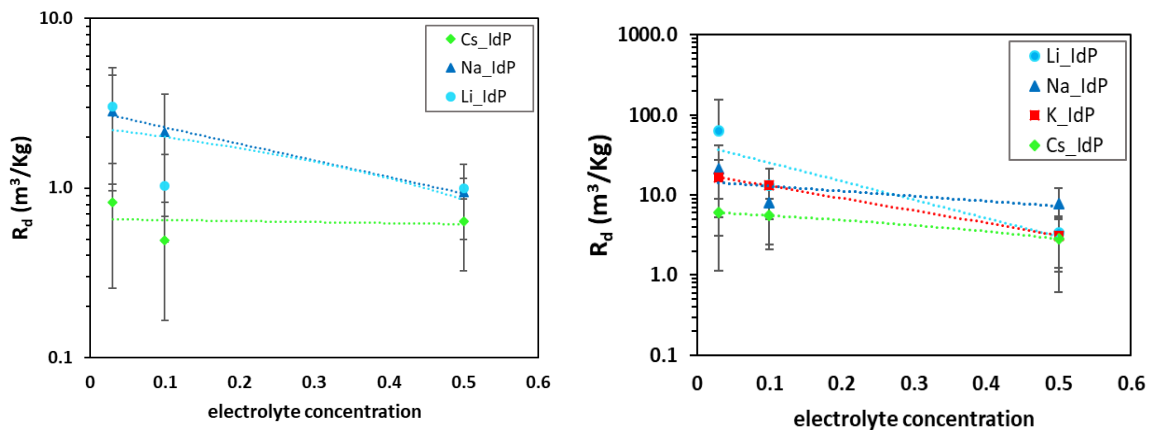 10.0
1.0
0.1
R_d (m³/Kg)
0
0.1
0.2
0.3
0.4
0.5
0.6
electrolyte concentration
Cs_IdP
Na_IdP
Li_IdP
1000.0
100.0
10.0
1.0
0.1
R_d (m³/Kg)
0
0.1
0.2
0.3
0.4
0.5
0.6
electrolyte concentration
Li_IdP
Na_IdP
K_IdP
Cs_IdP